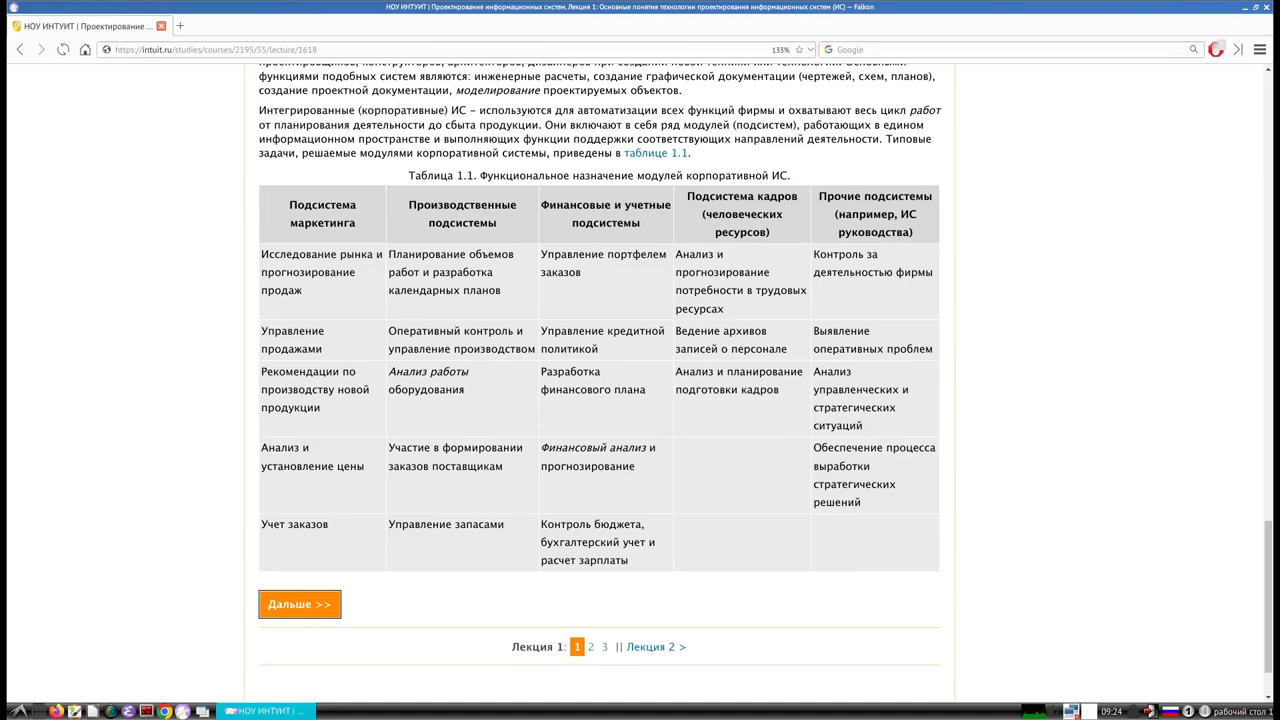 НОУ ИНТУИТ | Проектирование информационных систем. Лекция 1: Основные понятия технологии проектирования информационных систем (ИС) — Falkon
НОУ ИНТУИТ | Проектирование ...
https://intuit.ru/studies/courses/2195/55/lecture/1618
133%
Google
проектировщиков, конструкторов, архитекторов, дизайнеров при создании новой техники или технологии. Основными
функциями подобных систем являются: инженерные расчеты, создание графической документации (чертежей, схем, планов),
создание проектной документации, моделирование проектируемых объектов.
Интегрированные (корпоративные) ИС – используются для автоматизации всех функций фирмы и охватывают весь цикл работ
от планирования деятельности до сбыта продукции. Они включают в себя ряд модулей (подсистем), работающих в едином
информационном пространстве и выполняющих функции поддержки соответствующих направлений деятельности. Типовые
задачи, решаемые модулями корпоративной системы, приведены в таблице 1.1.
Таблица 1.1. Функциональное назначение модулей корпоративной ИС.
Подсистема
маркетинга
Производственные
подсистемы
Финансовые и учетные
подсистемы
Подсистема кадров
(человеческих
ресурсов)
Прочие подсистемы
(например, ИС
руководства)
Исследование рынка и
прогнозирование
продаж
Планирование объемов
работ и разработка
календарных планов
Управление портфелем
заказов
Анализ и
прогнозирование
потребности в трудовых
ресурсах
Контроль за
деятельностью фирмы
Управление
продажами
Оперативный контроль и
управление производством
Управление кредитной
политикой
Ведение архивов
записей о персонале
Выявление
оперативных проблем
Рекомендации по
производству новой
продукции
Анализ работы
оборудования
Разработка
финансового плана
Анализ и планирование
подготовки кадров
Анализ
управленческих и
стратегических
ситуаций
Анализ и
установление цены
Участие в формировании
заказов поставщикам
Финансовый анализ и
прогнозирование
Обеспечение процесса
выработки
стратегических
решений
Учет заказов
Управление запасами
Контроль бюджета,
бухгалтерский учет и
расчет зарплаты
Дальше >>
Лекция 1: 1 2 3 || Лекция 2 >
НОУ ИНТУИТ | ...
09:24
рабочий стол 1